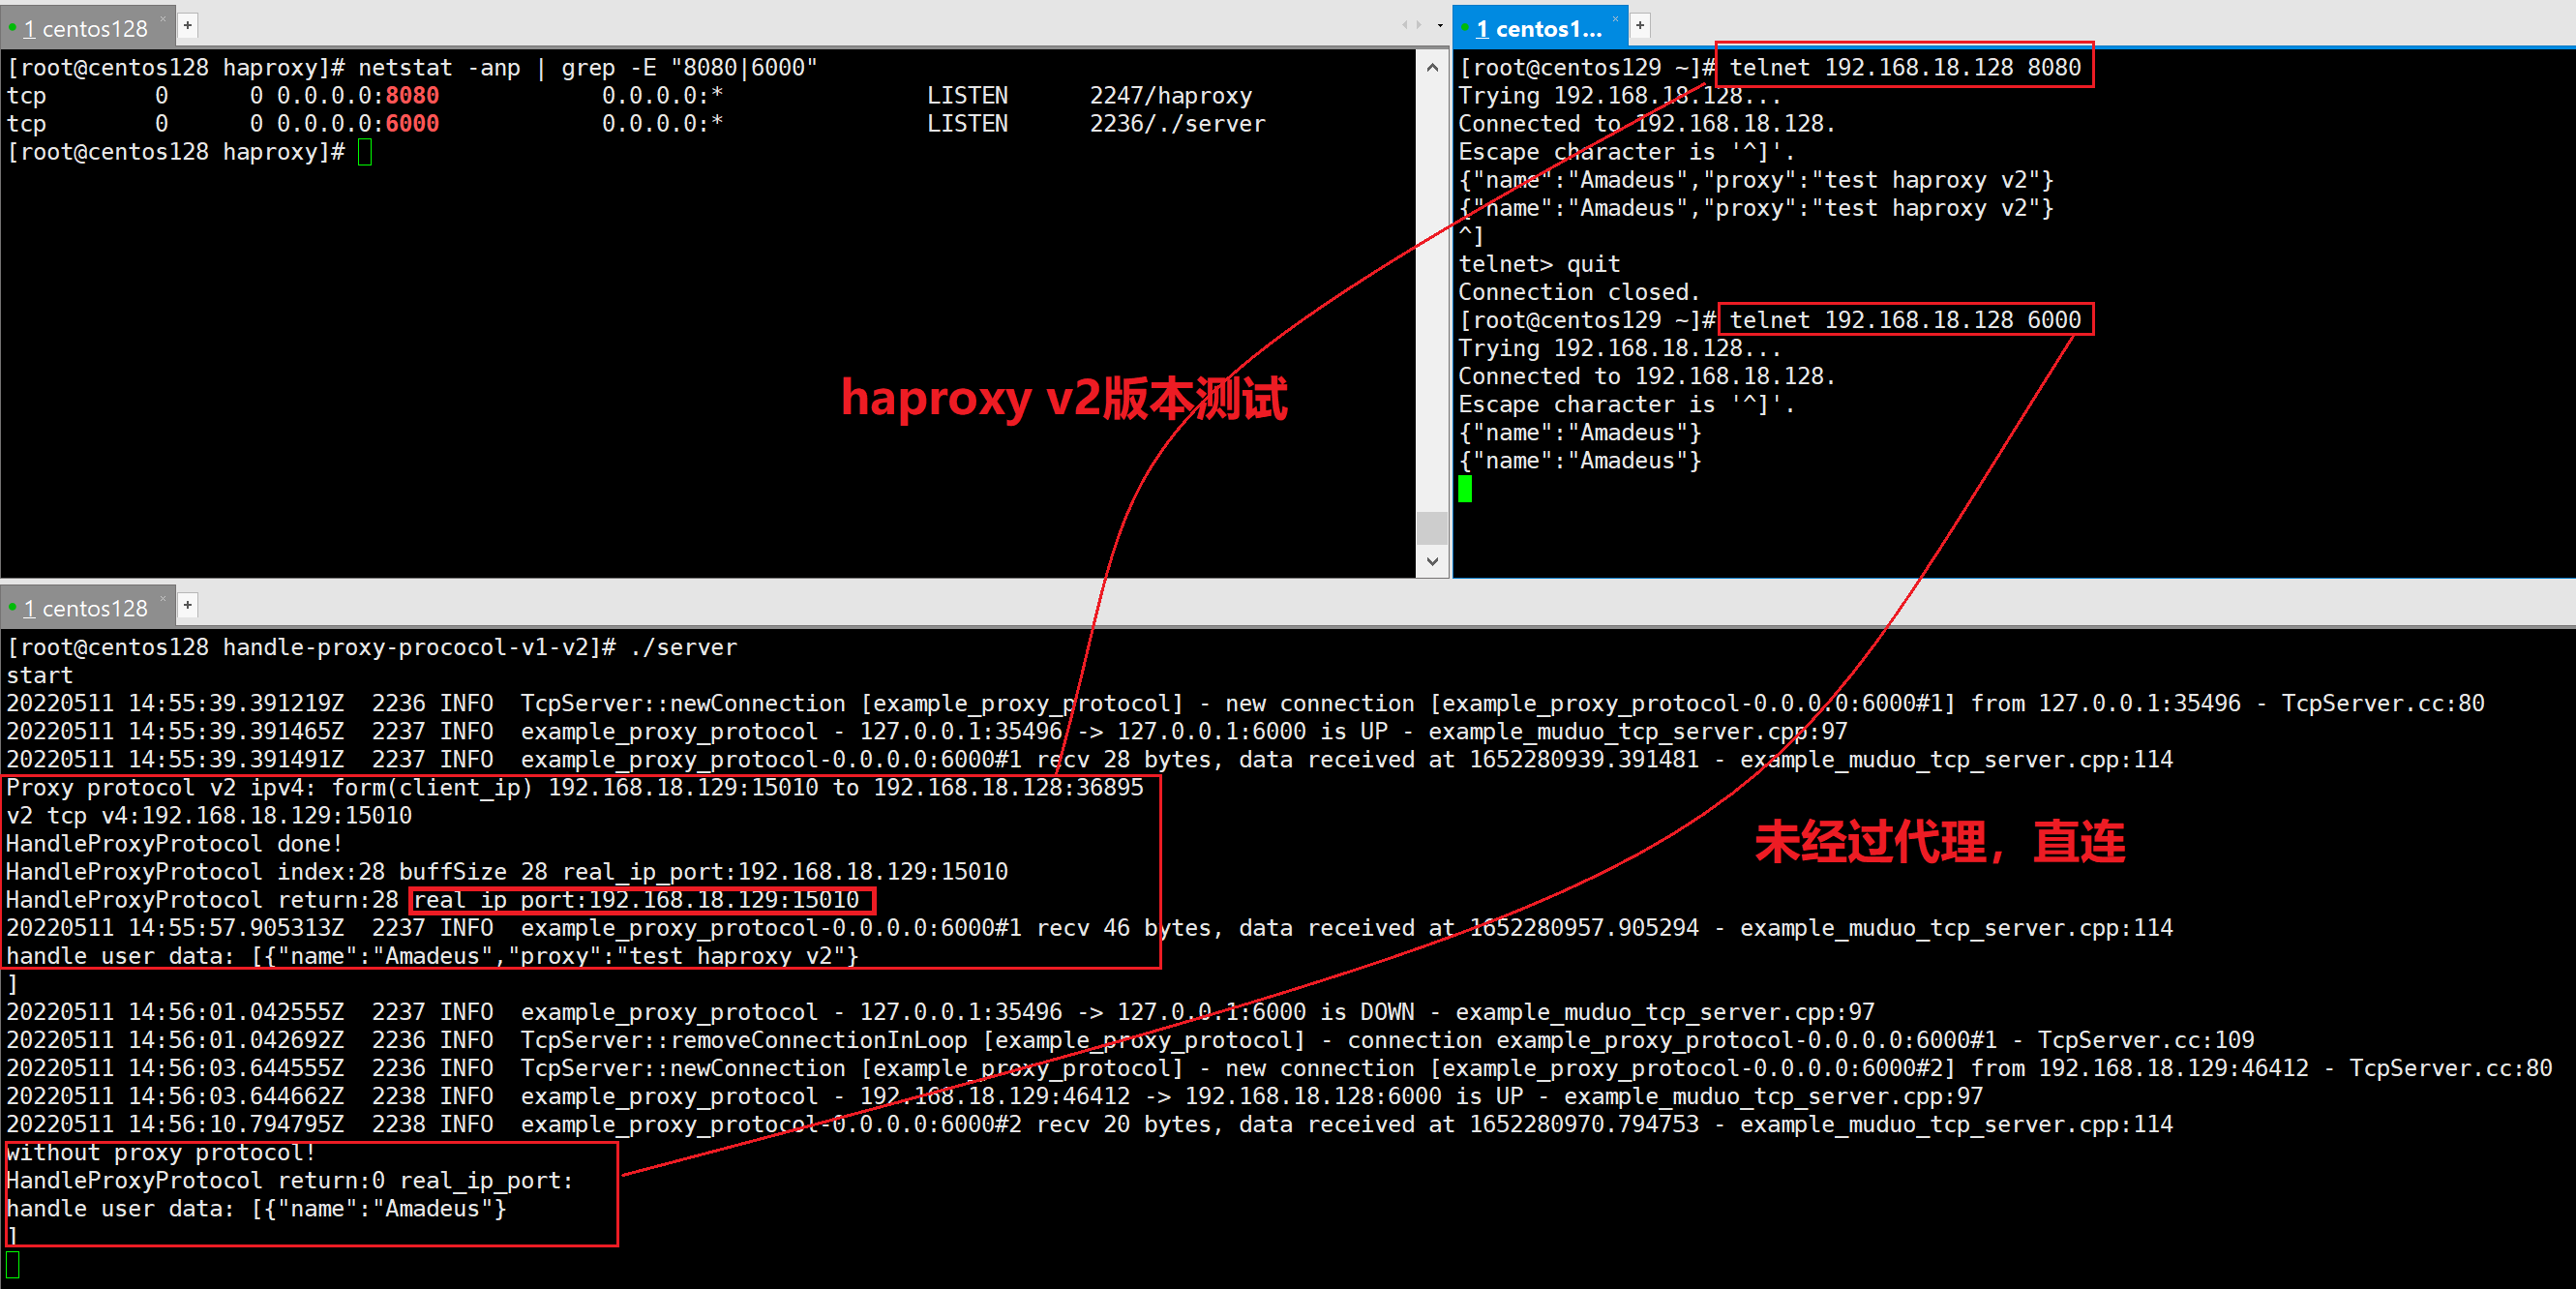 1 centos128
[root@centos128 haproxy]# netstat -anp | grep -E "8080|6000"
tcp        0      0 0.0.0.0:8080            0.0.0.0:*               LISTEN      2247/haproxy
tcp        0      0 0.0.0.0:6000            0.0.0.0:*               LISTEN      2236/./server
[root@centos128 haproxy]#
haproxy v2版本测试
1 centos1...
[root@centos129 ~]# telnet 192.168.18.128 8080
Trying 192.168.18.128...
Connected to 192.168.18.128.
Escape character is '^]'.
{"name":"Amadeus","proxy":"test haproxy v2"}
{"name":"Amadeus","proxy":"test haproxy v2"}
^]
telnet> quit
Connection closed.
[root@centos129 ~]# telnet 192.168.18.128 6000
Trying 192.168.18.128...
Connected to 192.168.18.128.
Escape character is '^]'.
{"name":"Amadeus"}
{"name":"Amadeus"}
1 centos128
[root@centos128 handle-proxy-prococol-v1-v2]# ./server
start
20220511 14:55:39.391219Z  2236 INFO  TcpServer::newConnection [example_proxy_protocol] - new connection [example_proxy_protocol-0.0.0.0:6000#1] from 127.0.0.1:35496 - TcpServer.cc:80
20220511 14:55:39.391465Z  2237 INFO  example_proxy_protocol - 127.0.0.1:35496 -> 127.0.0.1:6000 is UP - example_muduo_tcp_server.cpp:97
20220511 14:55:39.391491Z  2237 INFO  example_proxy_protocol-0.0.0.0:6000#1 recv 28 bytes, data received at 1652280939.391481 - example_muduo_tcp_server.cpp:114
Proxy protocol v2 ipv4: form(client_ip) 192.168.18.129:15010 to 192.168.18.128:36895
v2 tcp v4:192.168.18.129:15010
HandleProxyProtocol done!
HandleProxyProtocol index:28 buffSize 28 real_ip_port:192.168.18.129:15010
HandleProxyProtocol return:28 real_ip_port:192.168.18.129:15010
20220511 14:55:57.905313Z  2237 INFO  example_proxy_protocol-0.0.0.0:6000#1 recv 46 bytes, data received at 1652280957.905294 - example_muduo_tcp_server.cpp:114
handle user data: [{"name":"Amadeus","proxy":"test haproxy v2"}
]
20220511 14:56:01.042555Z  2237 INFO  example_proxy_protocol - 127.0.0.1:35496 -> 127.0.0.1:6000 is DOWN - example_muduo_tcp_server.cpp:97
20220511 14:56:01.042692Z  2236 INFO  TcpServer::removeConnectionInLoop [example_proxy_protocol] - connection example_proxy_protocol-0.0.0.0:6000#1 - TcpServer.cc:109
20220511 14:56:03.644555Z  2236 INFO  TcpServer::newConnection [example_proxy_protocol] - new connection [example_proxy_protocol-0.0.0.0:6000#2] from 192.168.18.129:46412 - TcpServer.cc:80
20220511 14:56:03.644662Z  2238 INFO  example_proxy_protocol - 192.168.18.129:46412 -> 192.168.18.128:6000 is UP - example_muduo_tcp_server.cpp:97
20220511 14:56:10.794795Z  2238 INFO  example_proxy_protocol-0.0.0.0:6000#2 recv 20 bytes, data received at 1652280970.794753 - example_muduo_tcp_server.cpp:114
without proxy protocol!
HandleProxyProtocol return:0 real_ip_port:
handle user data: [{"name":"Amadeus"}
]
未经过代理，直连